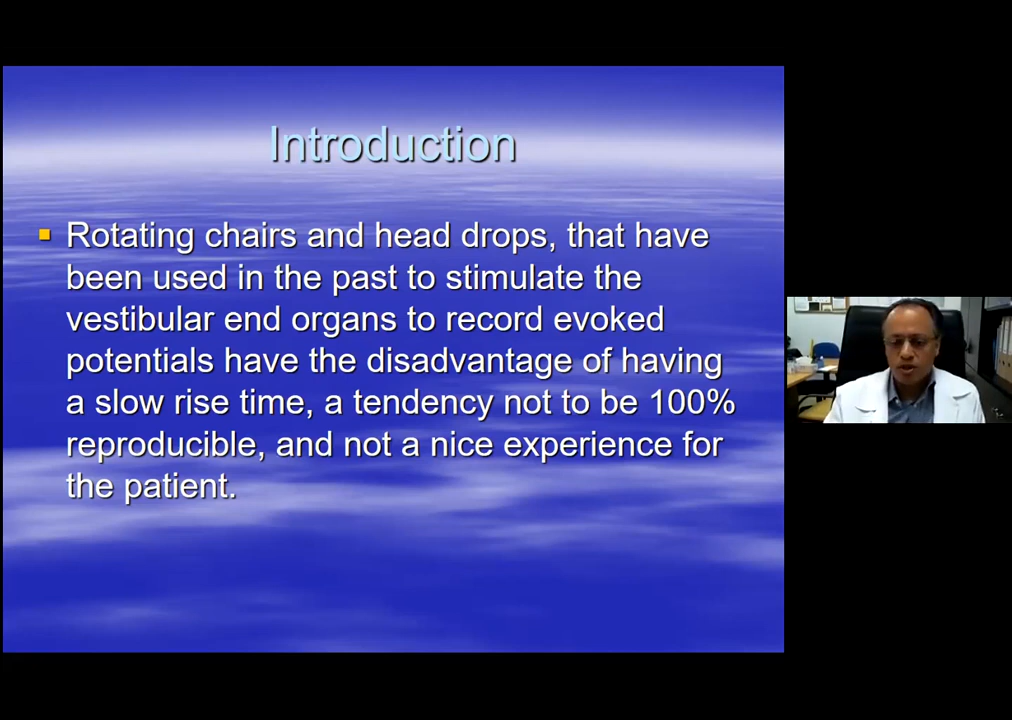 Introduction
Rotating chairs and head drops, that have
been used in the past to stimulate the
vestibular end organs to record evoked
potentials have the disadvantage of having
a slow rise time, a tendency not to be 100%
reproducible, and not a nice experience for
the patient.